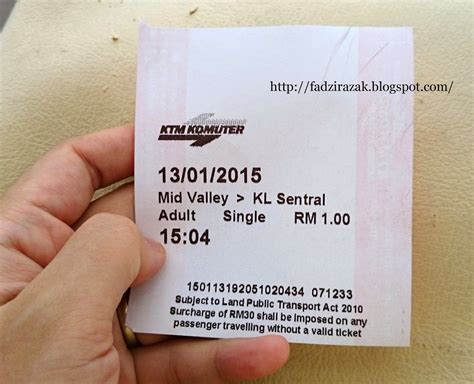 http://fadzirazak.blogspot.com/
KTM KOMUTER
13/01/2015
Mid Valley > KL Sentral
Adult Single RM 1.00
15:04
150113192051020434 071233
Subject to Land Public Transport Act 2010
Surcharge of RM30 shall be imposed on any
passenger travelling without a valid ticket